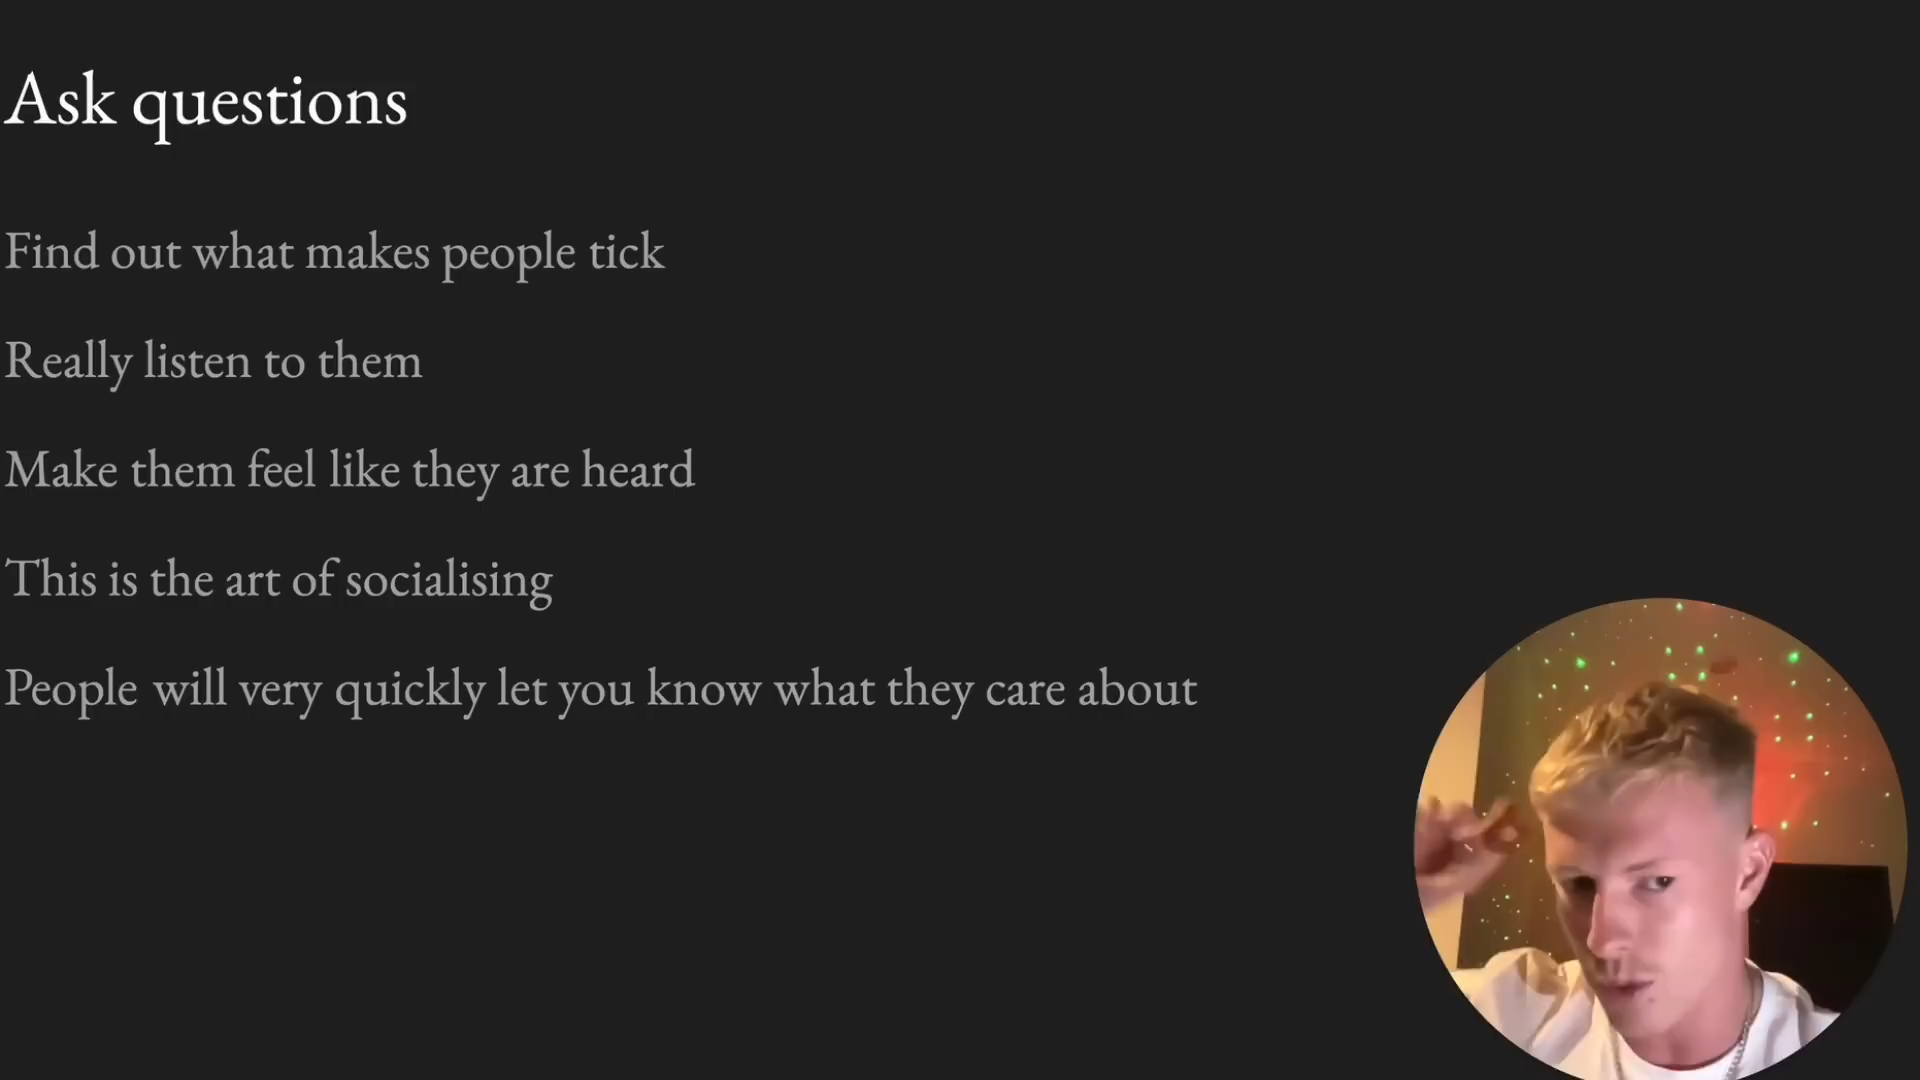 Ask questions
Find out what makes people tick
Really listen to them
Make them feel like they are heard
This is the art of socialising
People will very quickly let you know what they care about